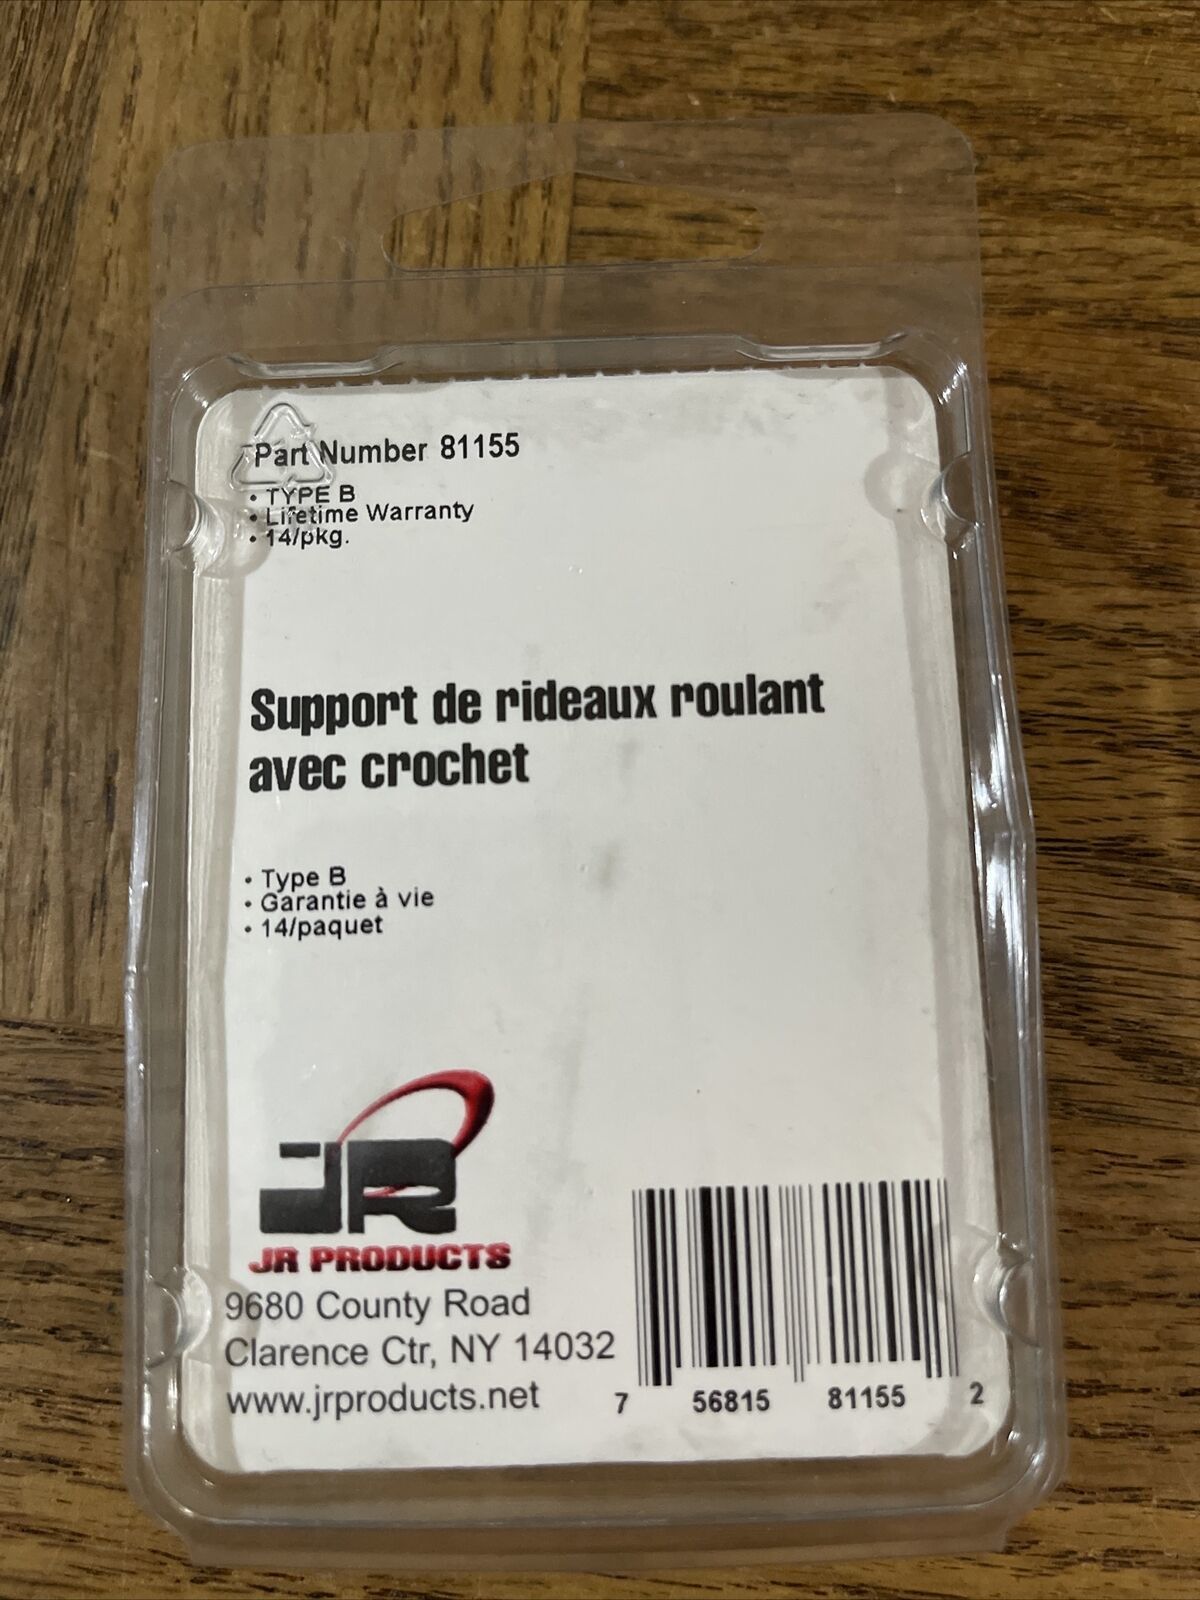 Part Number 81155
• TYPE B
• Lifetime Warranty
• 14/pkg.
Support de rideaux roulant
avec crochet
• Type B
• Garantie à vie
• 14/paquet
JR
JR PRODUCTS
9680 County Road
Clarence Ctr, NY 14032
www.jrproducts.net
7 56815 81155 2